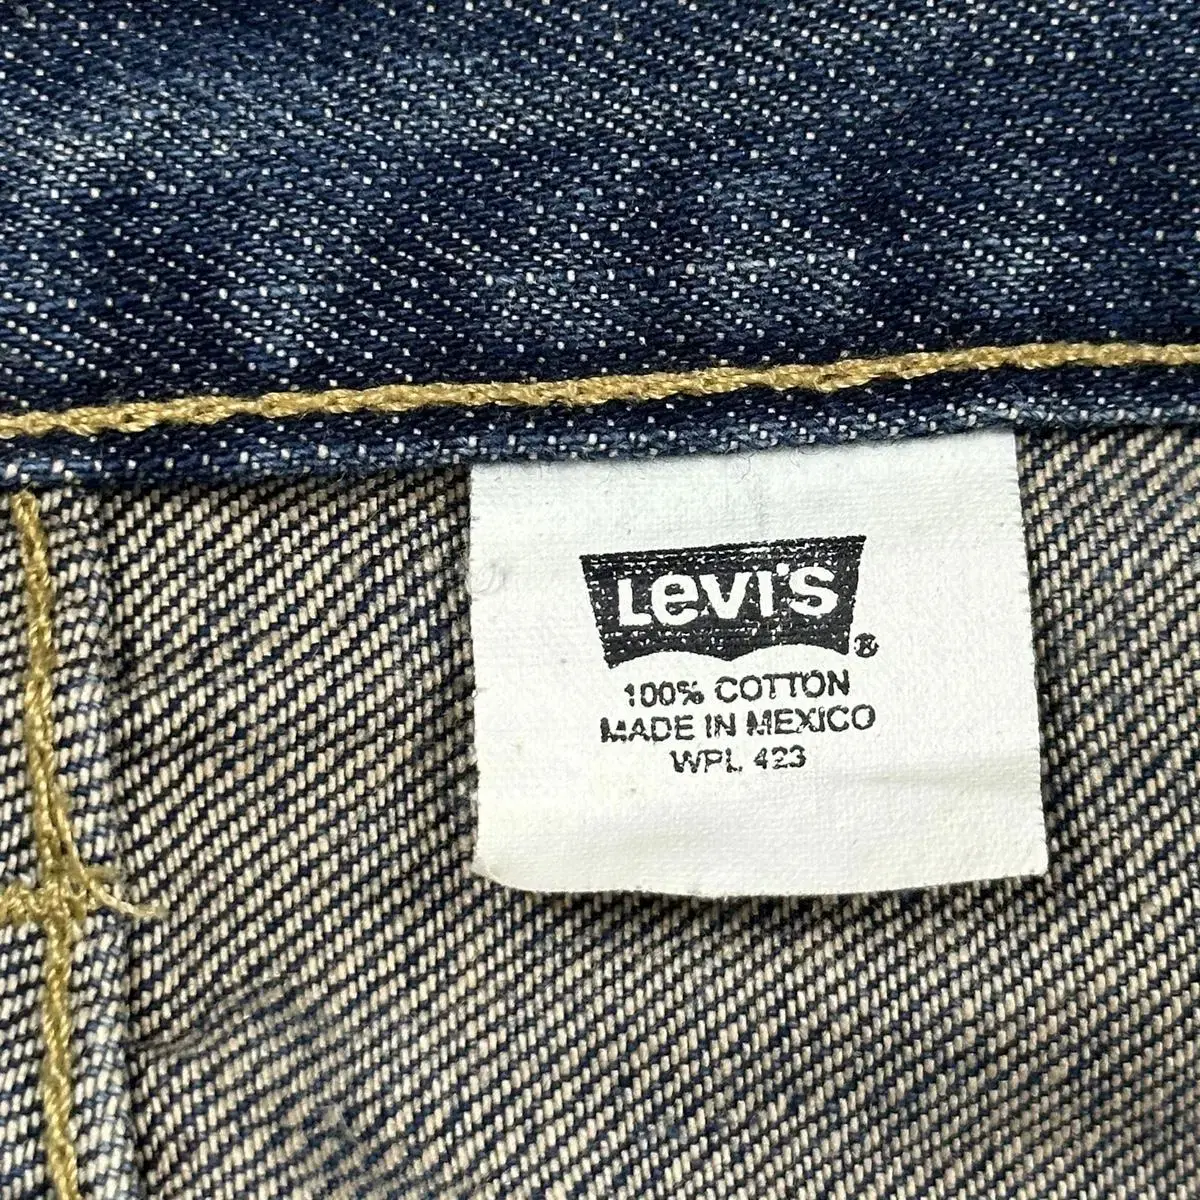 LEVI'S®
100% COTTON
MADE IN MEXICO
WPL 423